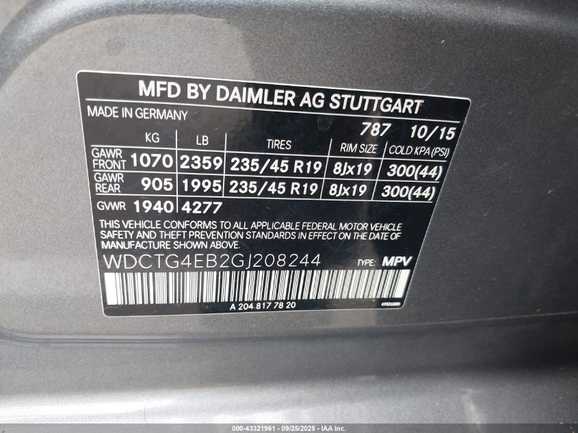 MFD BY DAIMLER AG STUTTGART
MADE IN GERMANY 787 10/15
KG LB TIRES RIM SIZE COLD KPA (PSI)
GAWR FRONT 1070 2359 235/45 R19 8Jx19 300(44)
GAWR REAR 905 1995 235/45 R19 8Jx19 300(44)
GVWR 1940 4277
THIS VEHICLE CONFORMS TO ALL APPLICABLE FEDERAL MOTOR VEHICLE
SAFETY AND THEFT PREVENTION STANDARDS IN EFFECT ON THE DATE
OF MANUFACTURE SHOWN ABOVE.
WDCTG4EB2GJ208244 TYPE: MPV
A 204 817 78 20
000-43321961 09/25/2025 IAA Inc.